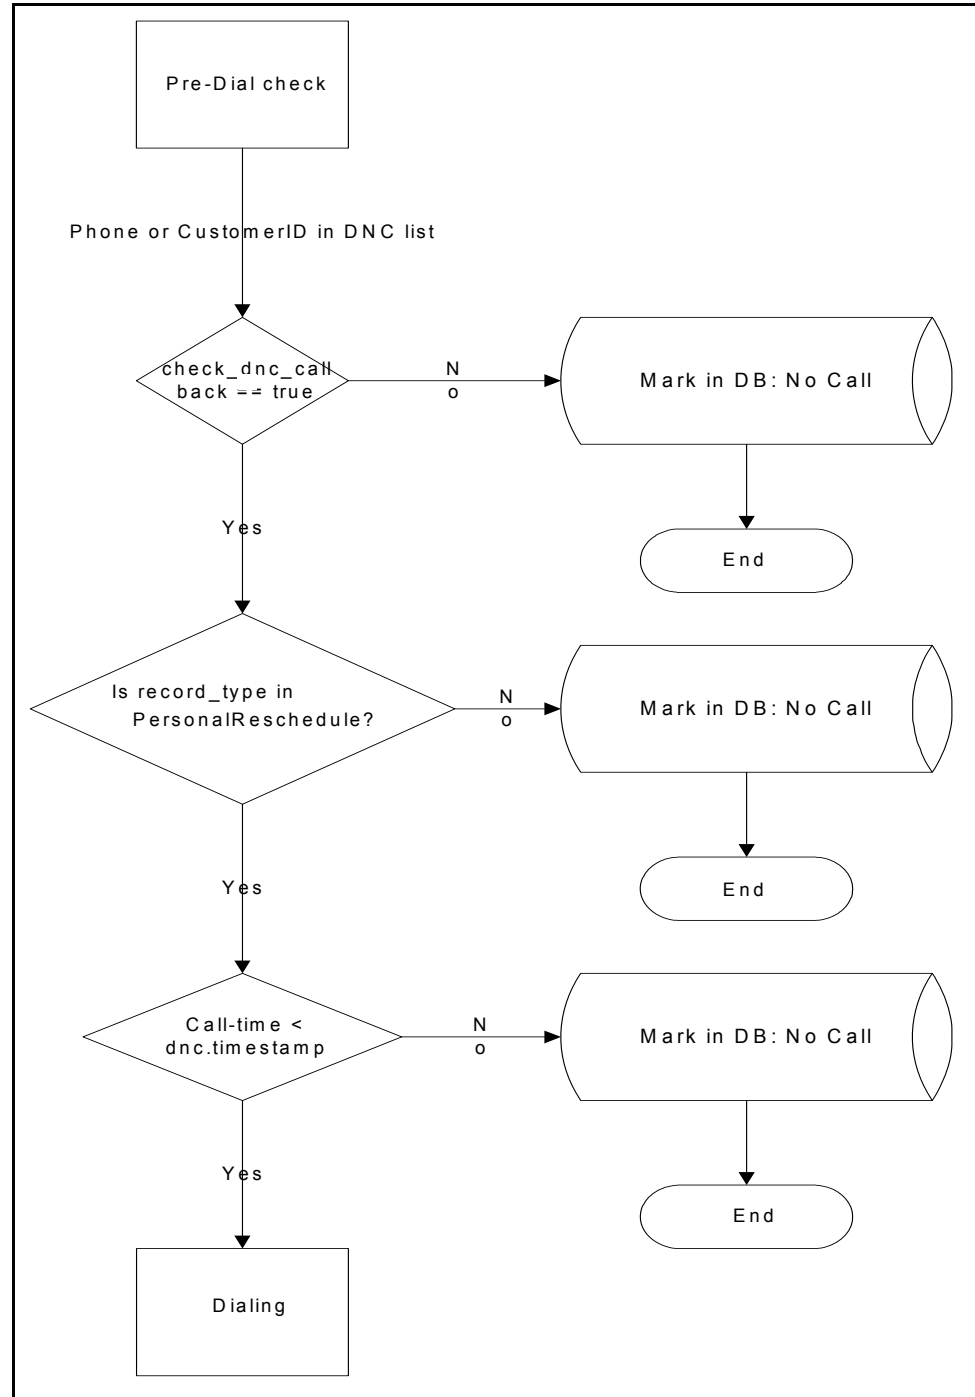 Pre-Dial check
Phone or CustomerID in DNC list
check_dnc_call
back == true
N
o
Mark in DB: No Call
End
Yes
Is record_type in
PersonalReschedule?
N
o
Mark in DB: No Call
End
Yes
Call-time <
dnc.timestamp
N
o
Mark in DB: No Call
End
Yes
Dialing